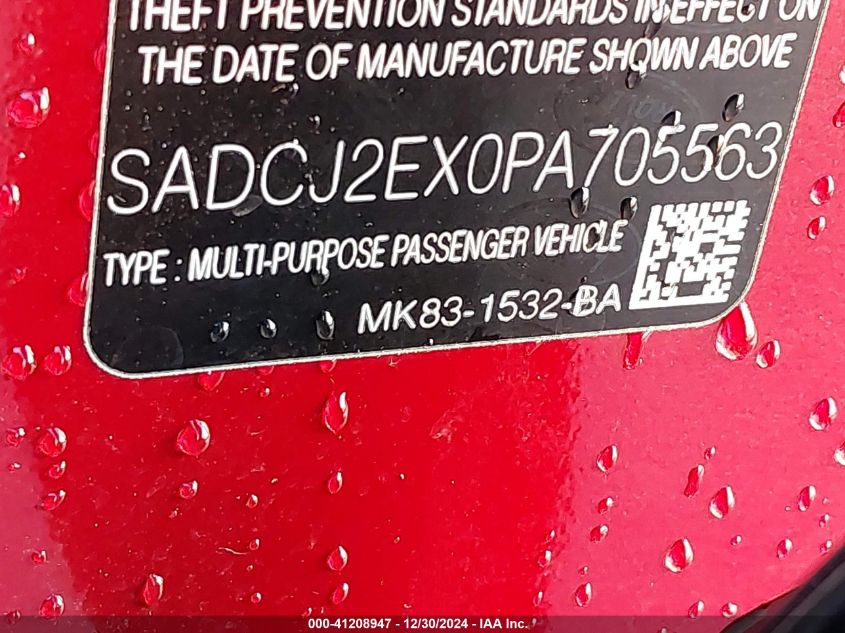 THEFT PREVENTION STANDARDS IN EFFECT ON
THE DATE OF MANUFACTURE SHOWN ABOVE
SADCJ2EX0PA705563
TYPE : MULTI-PURPOSE PASSENGER VEHICLE
MK83-1532-BA
000-41208947 - 12/30/2024 - IAA Inc.